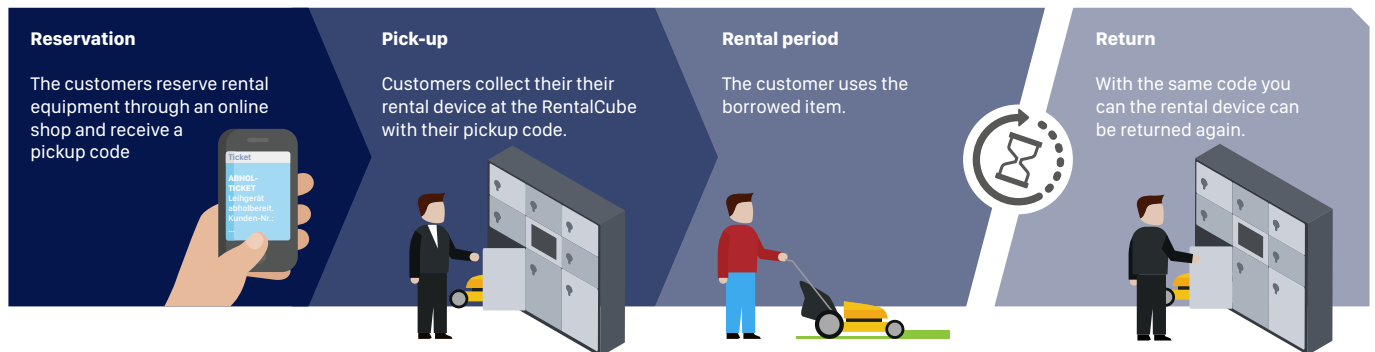 Reservation
The customers reserve rental
equipment through an online
shop and receive a
pickup code
Ticket
ABHOL-
TICKET
Leihgerät
abholbereit.
Kunden-Nr.:
...
Pick-up
Customers collect their their
rental device at the RentalCube
with their pickup code.
Rental period
The customer uses the
borrowed item.
Return
With the same code you
can the rental device can
be returned again.